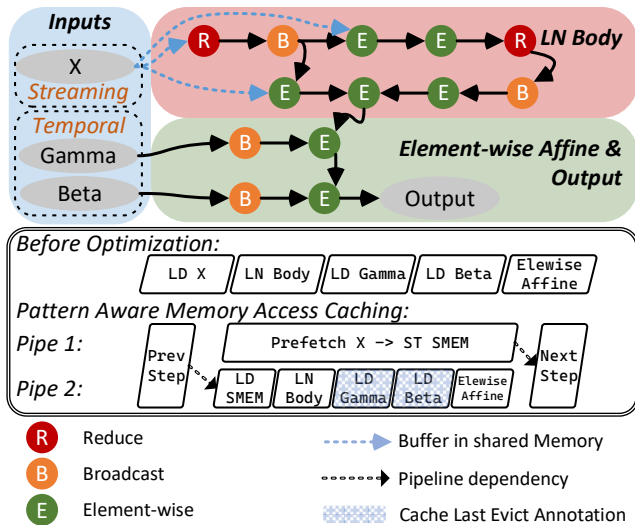 Inputs
X
Streaming
Temporal
Gamma
Beta
R B E E R LN Body
E E E B
B E Element-wise Affine &
Output
B E Output
Before Optimization:
LD X LN Body LD Gamma LD Beta Elewise
Affine
Pattern Aware Memory Access Caching:
Pipe 1: Prev
Step Prefetch X -> ST SMEM Next
Step
Pipe 2: LD
SMEM LN
Body LD
Gamma LD
Beta Elewise
Affine
R Reduce
B Broadcast
E Element-wise
Buffer in shared Memory
Pipeline dependency
Cache Last Evict Annotation